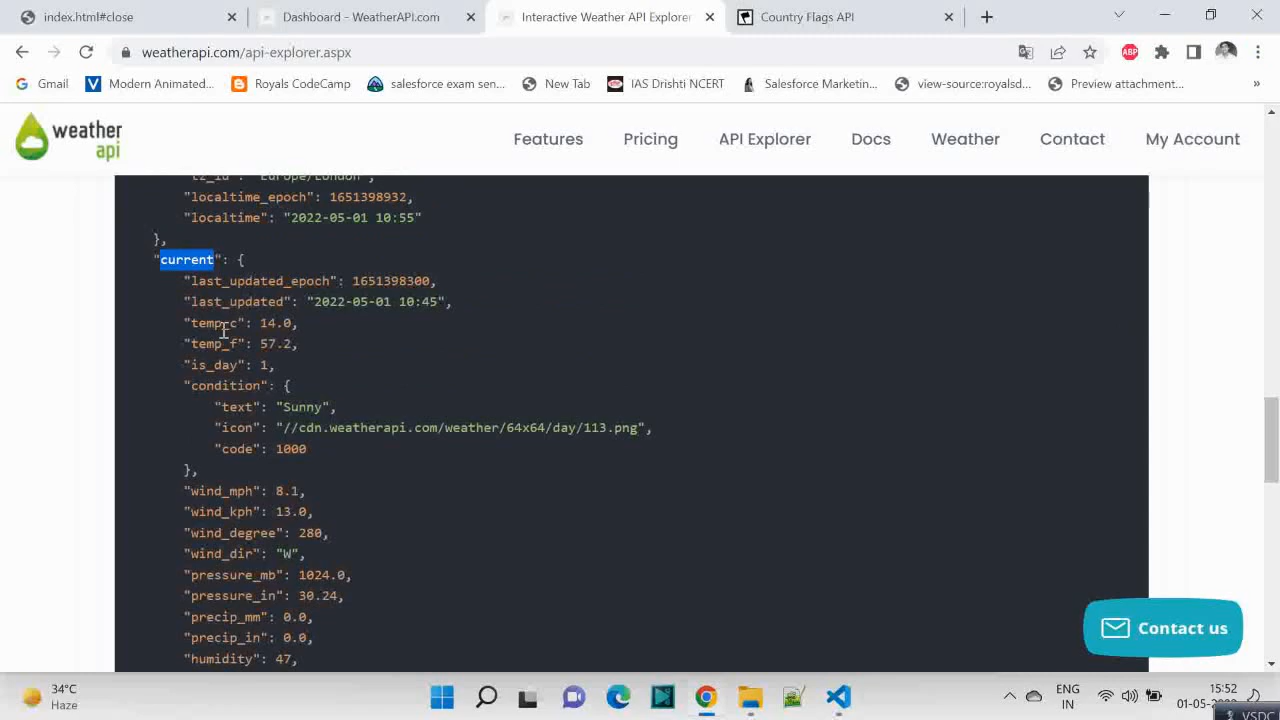 index.html#close
Dashboard - WeatherAPI.com
Interactive Weather API Explorer
Country Flags API
weatherapi.com/api-explorer.aspx
ABP
Gmail
Modern Animated...
Royals CodeCamp
salesforce exam sen...
New Tab
IAS Drishti NCERT
Salesforce Marketin...
view-source:royalsd...
Preview attachment...
»
weather
api
Features
Pricing
API Explorer
Docs
Weather
Contact
My Account
"tz_id": "Europe/London",
"localtime_epoch": 1651398932,
"localtime": "2022-05-01 10:55"
},
"current": {
"last_updated_epoch": 1651398300,
"last_updated": "2022-05-01 10:45",
"temp_c": 14.0,
"temp_f": 57.2,
"is_day": 1,
"condition": {
"text": "Sunny",
"icon": "//cdn.weatherapi.com/weather/64x64/day/113.png",
"code": 1000
},
"wind_mph": 8.1,
"wind_kph": 13.0,
"wind_degree": 280,
"wind_dir": "W",
"pressure_mb": 1024.0,
"pressure_in": 30.24,
"precip_mm": 0.0,
"precip_in": 0.0,
"humidity": 47,
Contact us
34°C
Haze
ENG
IN
15:52
VSDC